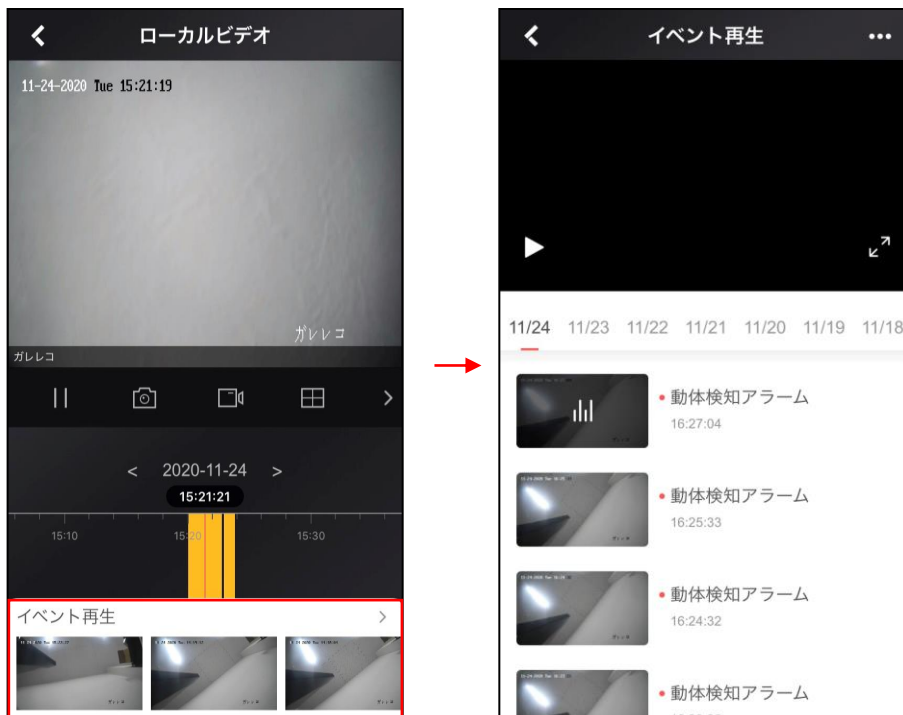 ローカルビデオ
11-24-2020 Tue 15:21:19
ガレレコ
ガレレコ
< 2020-11-24 >
15:21:21
15:10 15:20 15:30
イベント再生 >
イベント再生
11/24 11/23 11/22 11/21 11/20 11/19 11/18
動体検知アラーム
16:27:04
動体検知アラーム
16:25:33
動体検知アラーム
16:24:32
動体検知アラーム